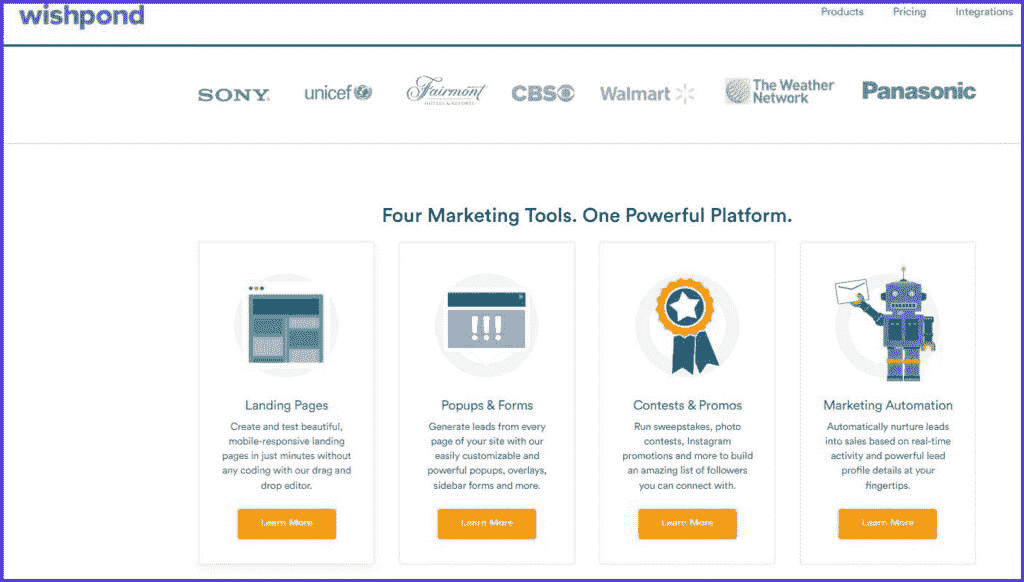 wishpond
Products Pricing Integrations
SONY.
unicef
Fairmont
HOTELS & RESORTS
CBS
Walmart
The Weather
Network
Panasonic
Four Marketing Tools. One Powerful Platform.
!!!
Landing Pages
Create and test beautiful,
mobile-responsive landing
pages in just minutes without
any coding with our drag and
drop editor.
Learn More
Popups & Forms
Generate leads from every
page of your site with our
easily customizable and
powerful popups, overlays,
sidebar forms and more.
Learn More
Contests & Promos
Run sweepstakes, photo
contests, Instagram
promotions and more to build
an amazing list of followers
you can connect with.
Learn More
Marketing Automation
Automatically nurture leads
into sales based on real-time
activity and powerful lead
profile details at your
fingertips.
Learn More